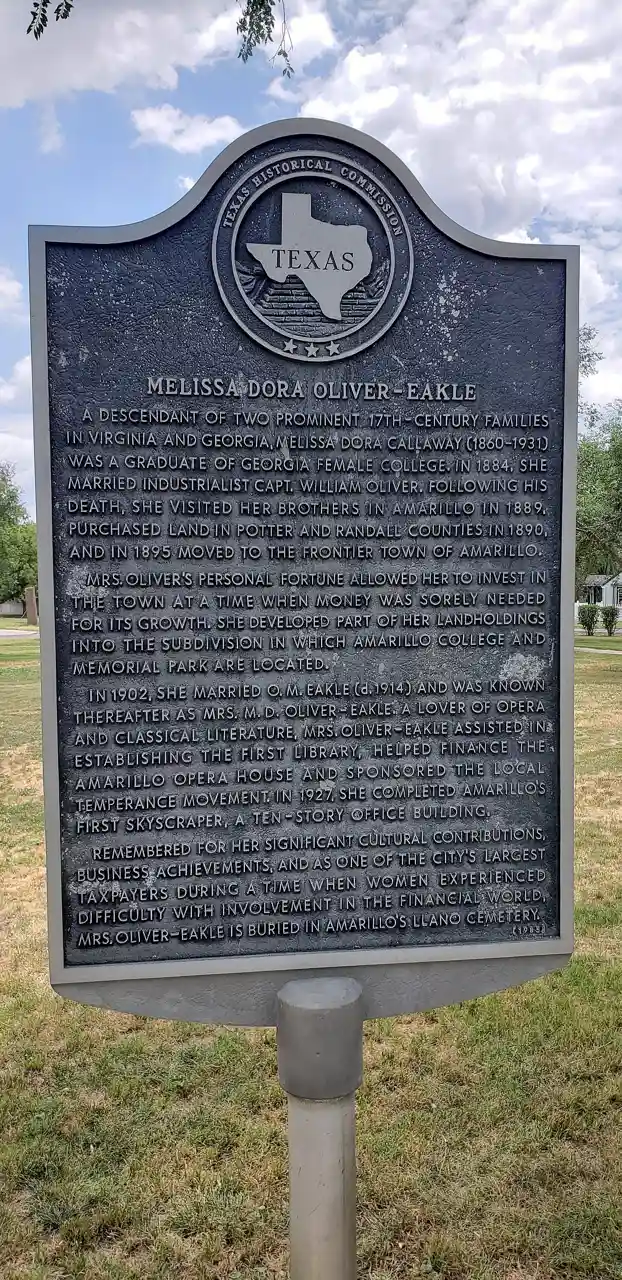 TEXAS HISTORICAL COMMISSION
TEXAS
MELISSA DORA OLIVER-EAKLE
A DESCENDANT OF TWO PROMINENT 17TH-CENTURY FAMILIES
IN VIRGINIA AND GEORGIA, MELISSA DORA CALLAWAY (1860-1931)
WAS A GRADUATE OF GEORGIA FEMALE COLLEGE. IN 1884, SHE
MARRIED INDUSTRIALIST CAPT. WILLIAM OLIVER. FOLLOWING HIS
DEATH, SHE VISITED HER BROTHERS IN AMARILLO IN 1889,
PURCHASED LAND IN POTTER AND RANDALL COUNTIES IN 1890,
AND IN 1895 MOVED TO THE FRONTIER TOWN OF AMARILLO.
MRS. OLIVER'S PERSONAL FORTUNE ALLOWED HER TO INVEST IN
THE TOWN AT A TIME WHEN MONEY WAS SORELY NEEDED
FOR ITS GROWTH. SHE DEVELOPED PART OF HER LANDHOLDINGS
INTO THE SUBDIVISION IN WHICH AMARILLO COLLEGE AND
MEMORIAL PARK ARE LOCATED.
IN 1902, SHE MARRIED O. M. EAKLE (d. 1914) AND WAS KNOWN
THEREAFTER AS MRS. M. D. OLIVER-EAKLE. A LOVER OF OPERA
AND CLASSICAL LITERATURE, MRS. OLIVER-EAKLE ASSISTED IN
ESTABLISHING THE FIRST LIBRARY, HELPED FINANCE THE
AMARILLO OPERA HOUSE AND SPONSORED THE LOCAL
TEMPERANCE MOVEMENT. IN 1927, SHE COMPLETED AMARILLO'S
FIRST SKYSCRAPER, A TEN-STORY OFFICE BUILDING.
REMEMBERED FOR HER SIGNIFICANT CULTURAL CONTRIBUTIONS,
BUSINESS ACHIEVEMENTS, AND AS ONE OF THE CITY'S LARGEST
TAXPAYERS DURING A TIME WHEN WOMEN EXPERIENCED
DIFFICULTY WITH INVOLVEMENT IN THE FINANCIAL WORLD,
MRS. OLIVER-EAKLE IS BURIED IN AMARILLO'S LLANO CEMETERY.
(1983)